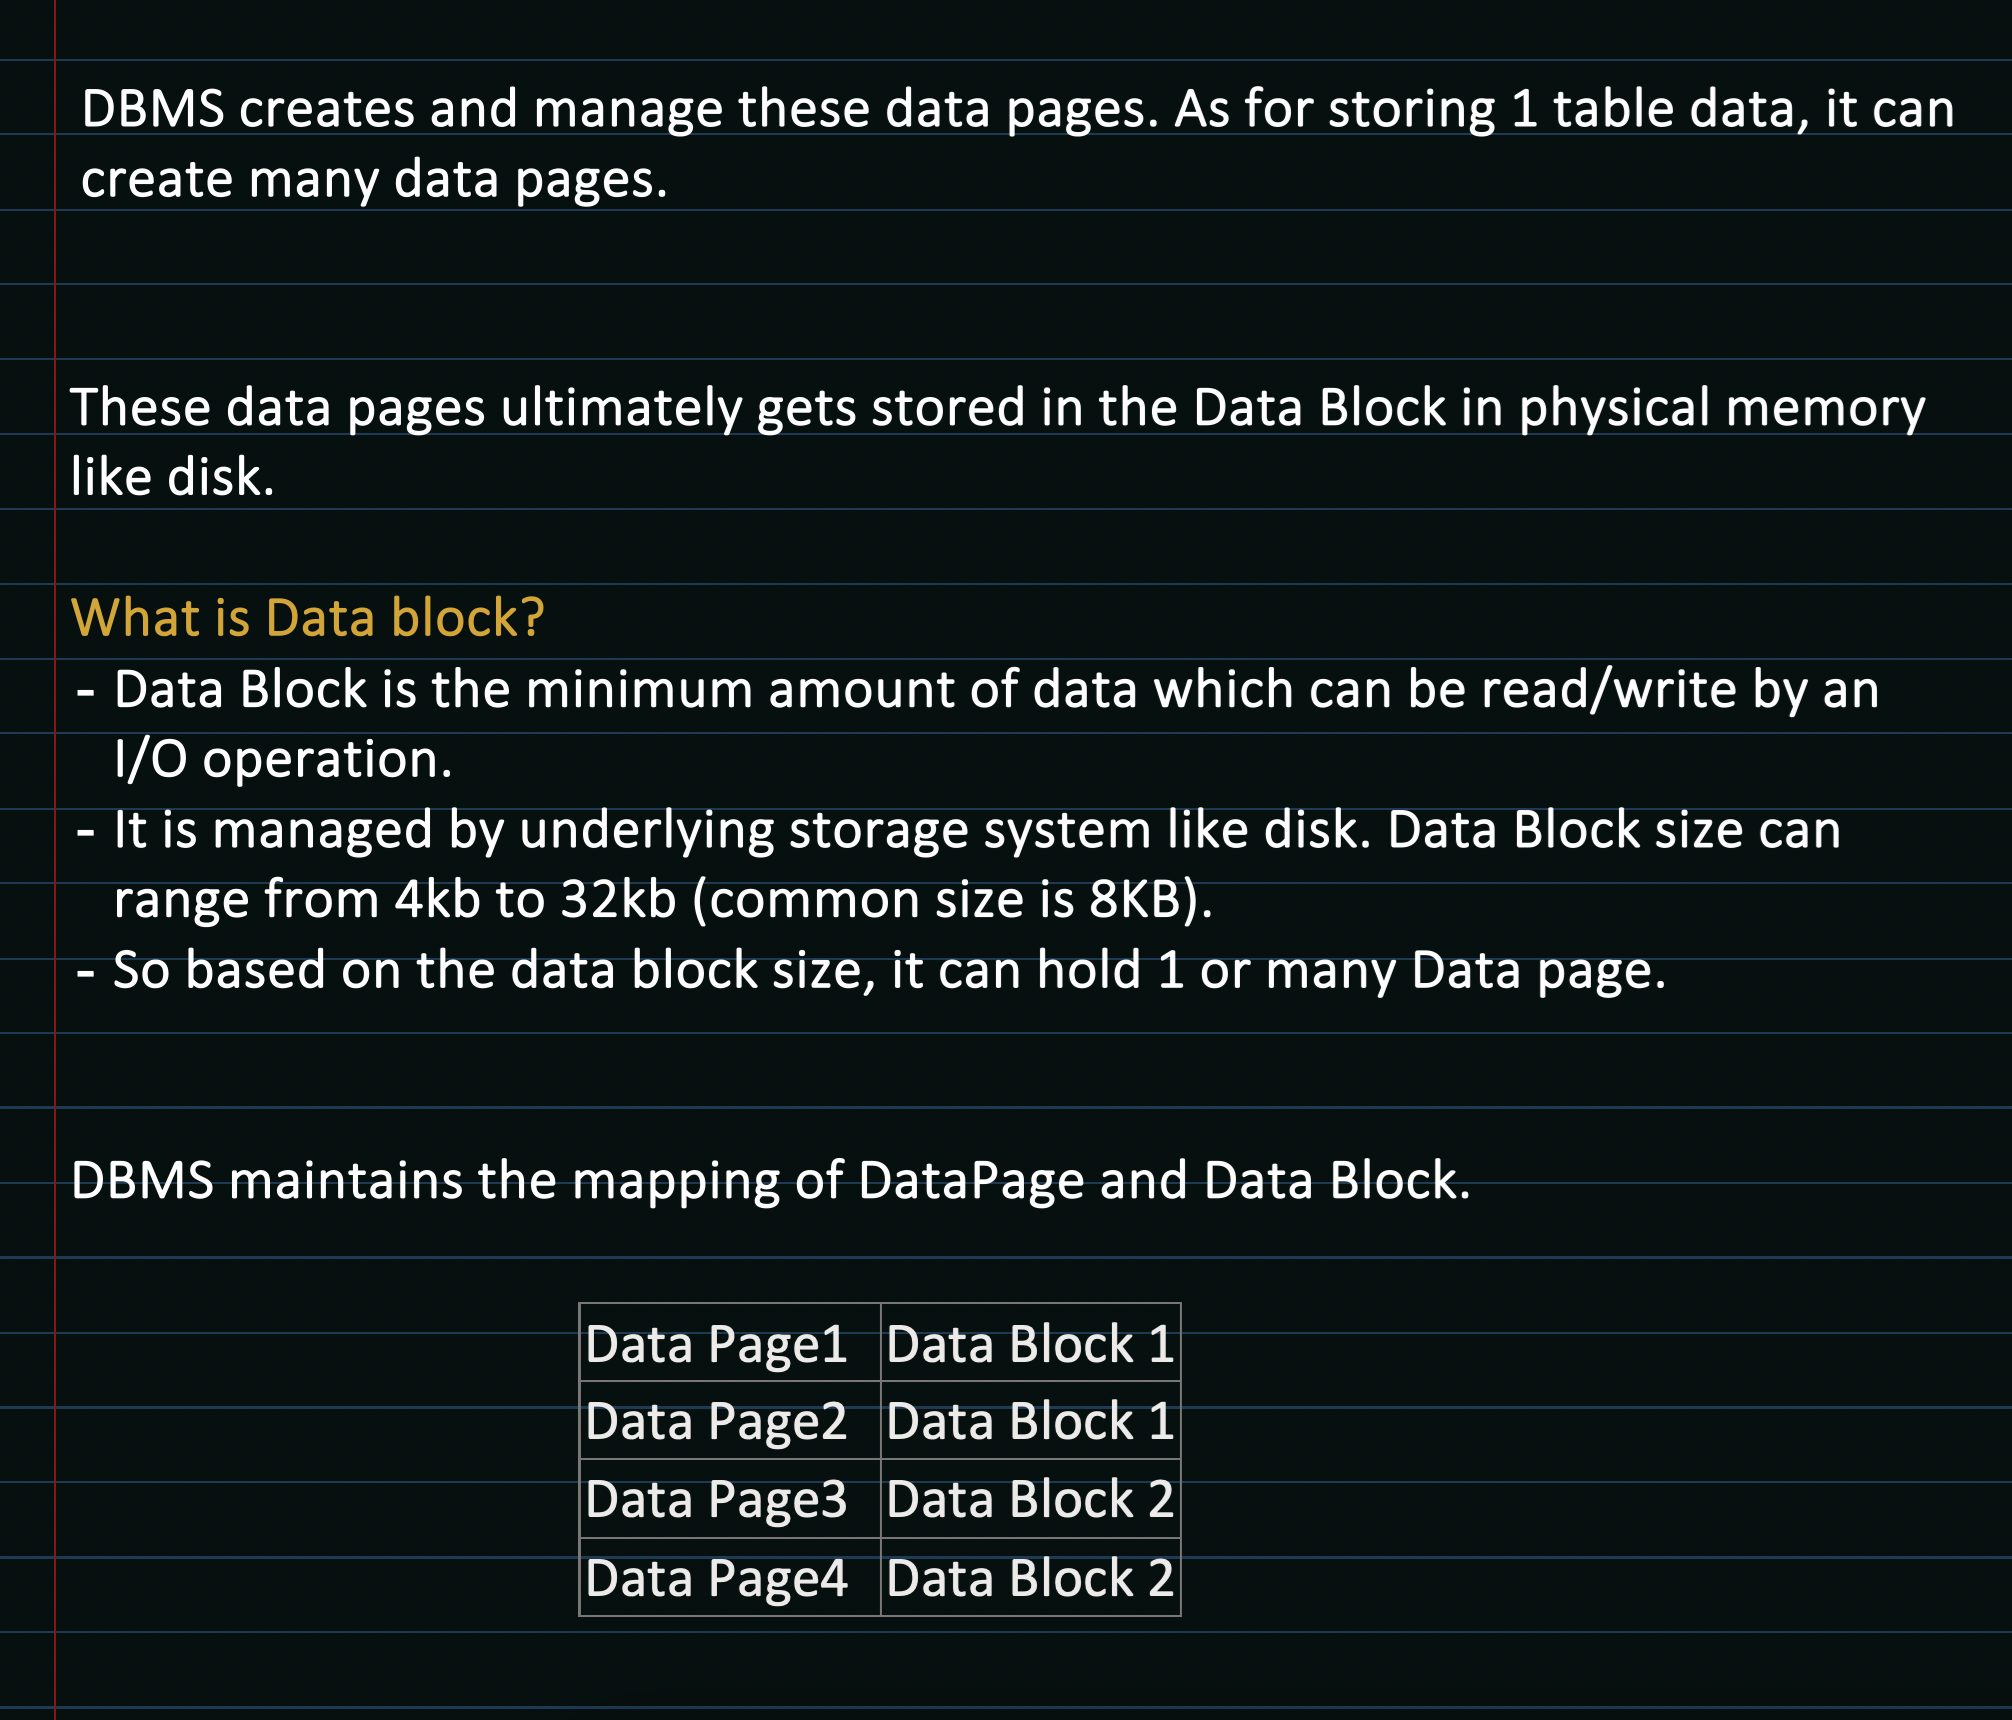 DBMS creates and manage these data pages. As for storing 1 table data, it can
create many data pages.
These data pages ultimately gets stored in the Data Block in physical memory
like disk.
What is Data block?
- Data Block is the minimum amount of data which can be read/write by an
I/O operation.
- It is managed by underlying storage system like disk. Data Block size can
range from 4kb to 32kb (common size is 8KB).
- So based on the data block size, it can hold 1 or many Data page.
DBMS maintains the mapping of DataPage and Data Block.
Data Page1 Data Block 1
Data Page2 Data Block 1
Data Page3 Data Block 2
Data Page4 Data Block 2